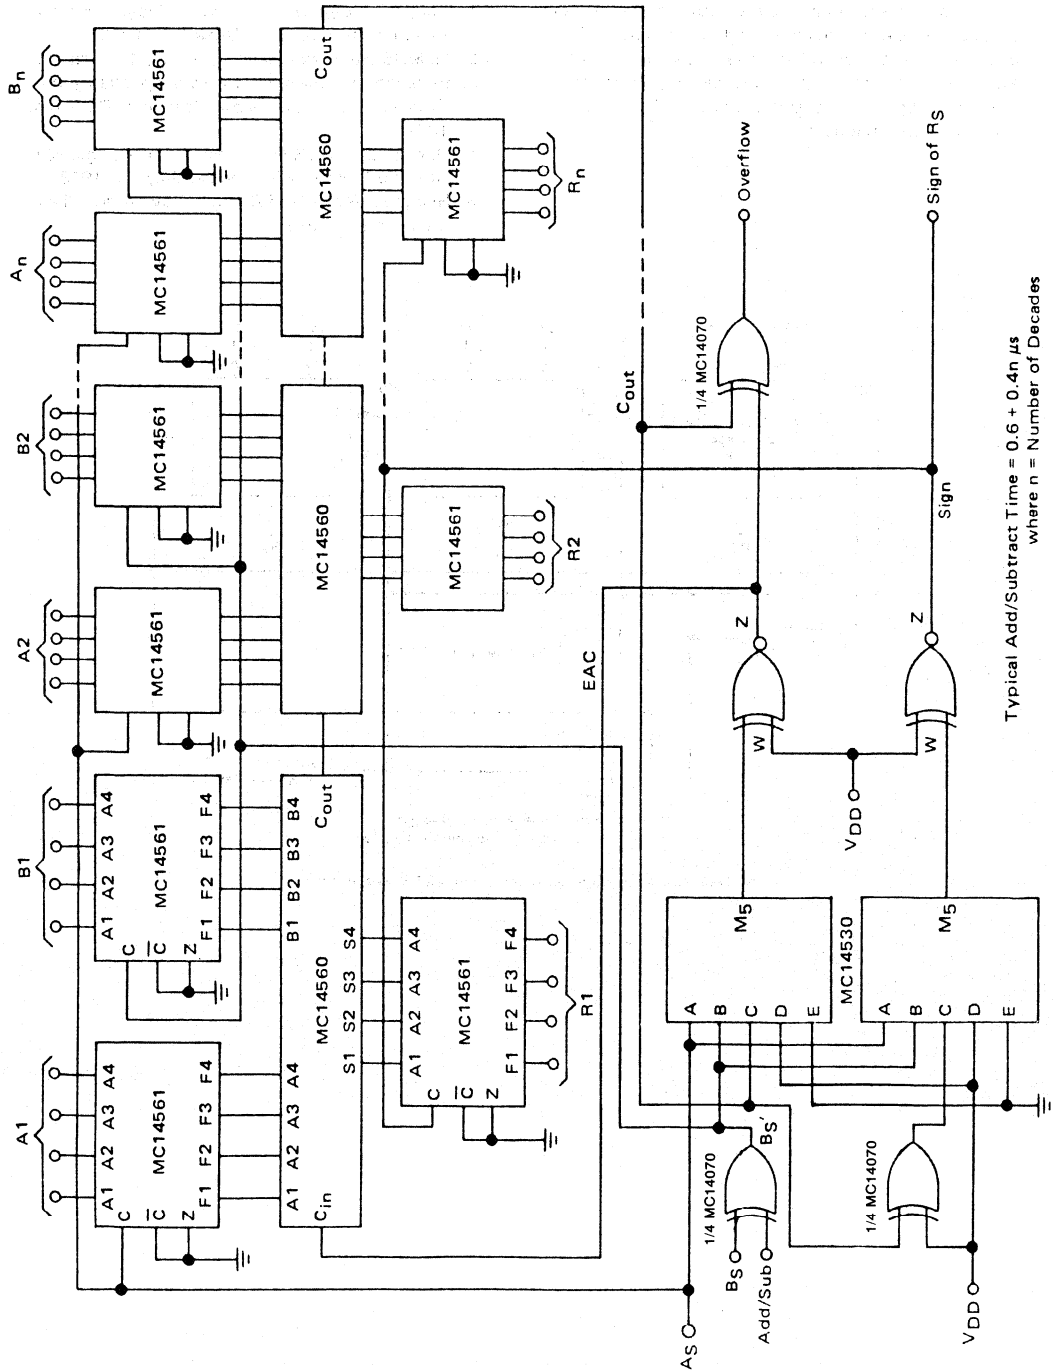 A1
B1
A2
B2
An
Bn
A1 A2 A3 A4
A1 A2 A3 A4
C
C̅
Z
MC14561
F1 F2 F3 F4
C
C̅
Z
MC14561
F1 F2 F3 F4
MC14561
MC14561
MC14561
MC14561
A1 A2 A3 A4 B1 B2 B3 B4
Cin
MC14560
Cout
S1 S2 S3 S4
MC14560
MC14560
Cout
A1 A2 A3 A4
C
C̅
Z
MC14561
F1 F2 F3 F4
R1
MC14561
R2
MC14561
Rn
EAC
Cout
1/4 MC14070
Overflow
AS
BS
Add/Sub
1/4 MC14070
BS'
A
B
C
D
E
M5
MC14530
A
B
C
D
E
M5
1/4 MC14070
VDD
VDD
W
Z
W
Z
Sign
Sign of RS
Typical Add/Subtract Time = 0.6 + 0.4n μs
where n = Number of Decades